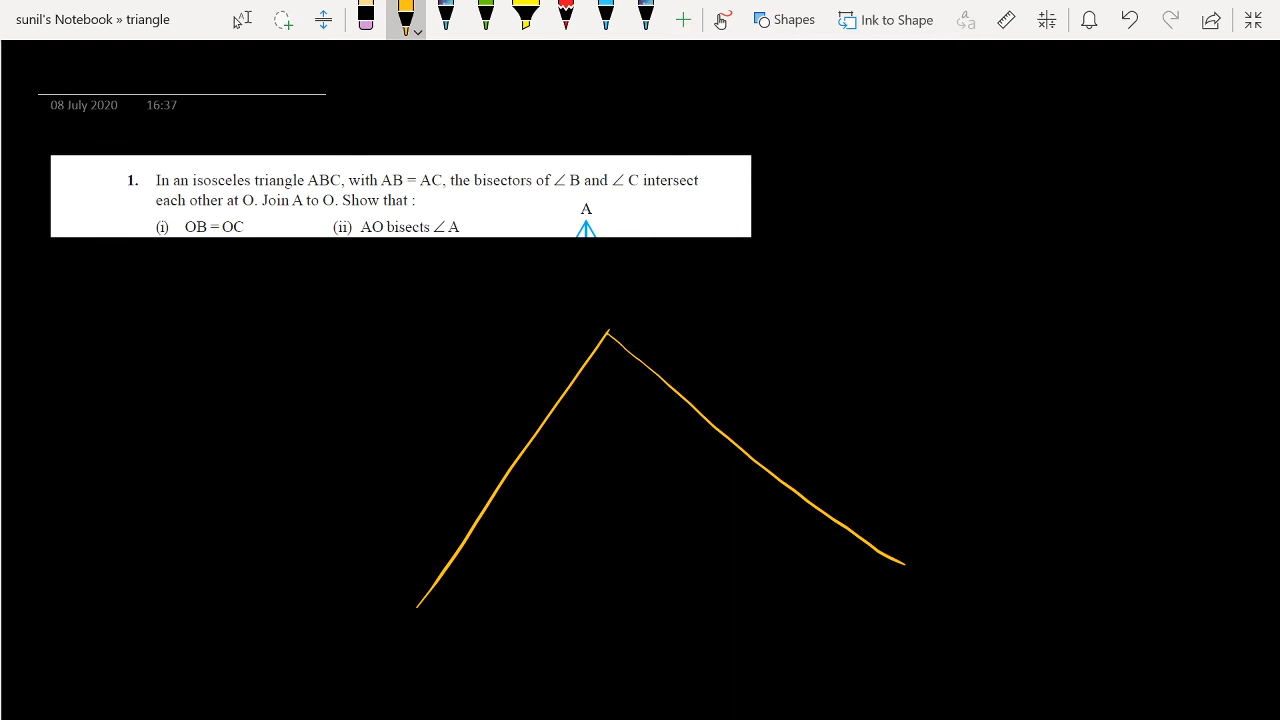 sunil's Notebook » triangle
Shapes
Ink to Shape
08 July 2020 16:37
1. In an isosceles triangle ABC, with AB = AC, the bisectors of ∠ B and ∠ C intersect
each other at O. Join A to O. Show that :
A
(i) OB = OC (ii) AO bisects ∠ A